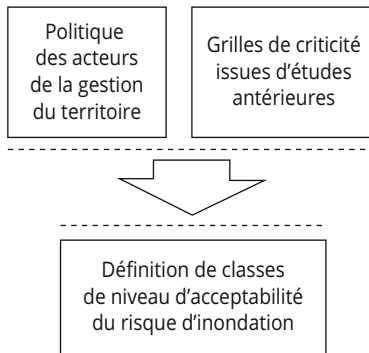 Politique
des acteurs
de la gestion
du territoire
Grilles de criticité
issues d’études
antérieures
Définition de classes
de niveau d’acceptabilité
du risque d’inondation